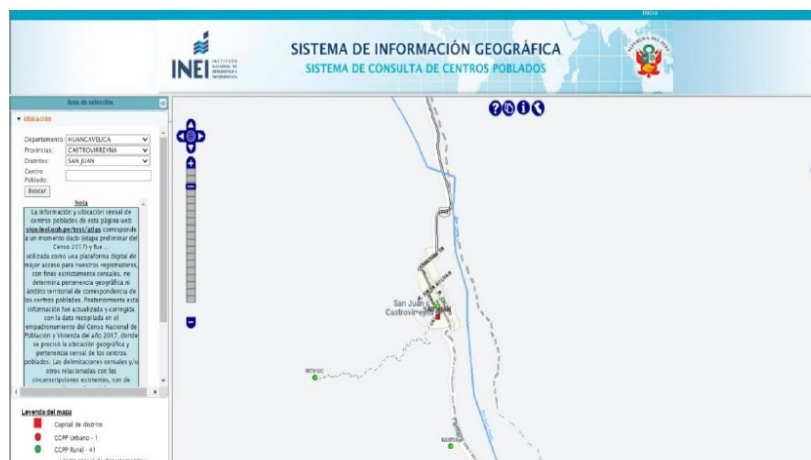 Inicio
INEI
INSTITUTO
NACIONAL DE
ESTADÍSTICA E
INFORMÁTICA
SISTEMA DE INFORMACIÓN GEOGRÁFICA
SISTEMA DE CONSULTA DE CENTROS POBLADOS
Área de selección
Ubicación
Departamento: HUANCAVELICA
Provincias: CASTROVIRREYNA
Distritos: SAN JUAN
Centro
Poblado:
Buscar
Nota
La información y ubicación censal de
centros poblados de esta página web
sige.inei.gob.pe/test/atlas corresponde
a un momento dado (etapa preliminar del
Censo 2017) y fue ...
utilizada como una plataforma digital de
mejor acceso para nuestros registradores,
con fines estrictamente censales, no
determina pertenencia geográfica ni
ámbito territorial de correspondencia de
los centros poblados. Posteriormente esta
información fue actualizada y corregida
con la data recopilada en el
empadronamiento del Censo Nacional de
Población y Vivienda del año 2017, donde
se precisó la ubicación geográfica y
pertenencia censal de los centros
poblados. Las delimitaciones censales y/u
otros relacionadas con las
circunscripciones existentes, son de
San Juan
Castrovirreyna
Leyenda del mapa
Capital de distrito
CCPP Urbano - 1
CCPP Rural - 41